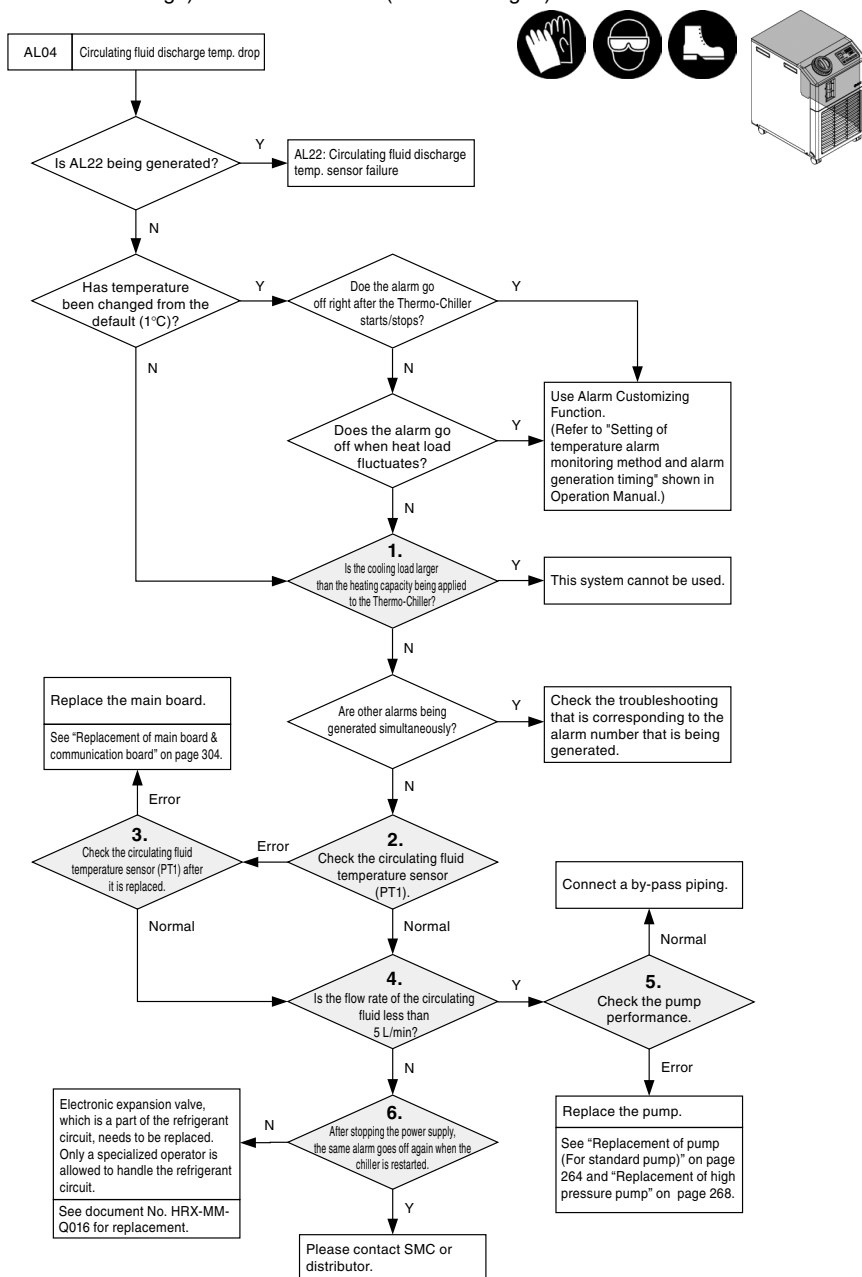 AL04
Circulating fluid discharge temp. drop
Is AL22 being generated?
Y
AL22: Circulating fluid discharge
temp. sensor failure
N
Has temperature
been changed from the
default (1°C)?
Y
Does the alarm go
off right after the Thermo-Chiller
starts/stops?
Y
N
N
Does the alarm go
off when heat load
fluctuates?
Y
Use Alarm Customizing
Function.
(Refer to "Setting of
temperature alarm
monitoring method and alarm
generation timing" shown in
Operation Manual.)
N
1.
Is the cooling load larger
than the heating capacity being applied
to the Thermo-Chiller?
Y
This system cannot be used.
N
Replace the main board.
See “Replacement of main board &
communication board” on page 304.
Are other alarms being
generated simultaneously?
Y
Check the troubleshooting
that is corresponding to the
alarm number that is being
generated.
N
Error
3.
Check the circulating fluid
temperature sensor (PT1) after
it is replaced.
Error
2.
Check the circulating fluid
temperature sensor
(PT1).
Connect a by-pass piping.
Normal
Normal
Normal
4.
Is the flow rate of the circulating
fluid less than
5 L/min?
Y
5.
Check the pump
performance.
N
Error
Electronic expansion valve,
which is a part of the refrigerant
circuit, needs to be replaced.
Only a specialized operator is
allowed to handle the refrigerant
circuit.
See document No. HRX-MM-
Q016 for replacement.
N
6.
After stopping the power supply,
the same alarm goes off again when the
chiller is restarted.
Replace the pump.
See “Replacement of pump
(For standard pump)” on page
264 and “Replacement of high
pressure pump” on page 268.
Y
Please contact SMC or
distributor.